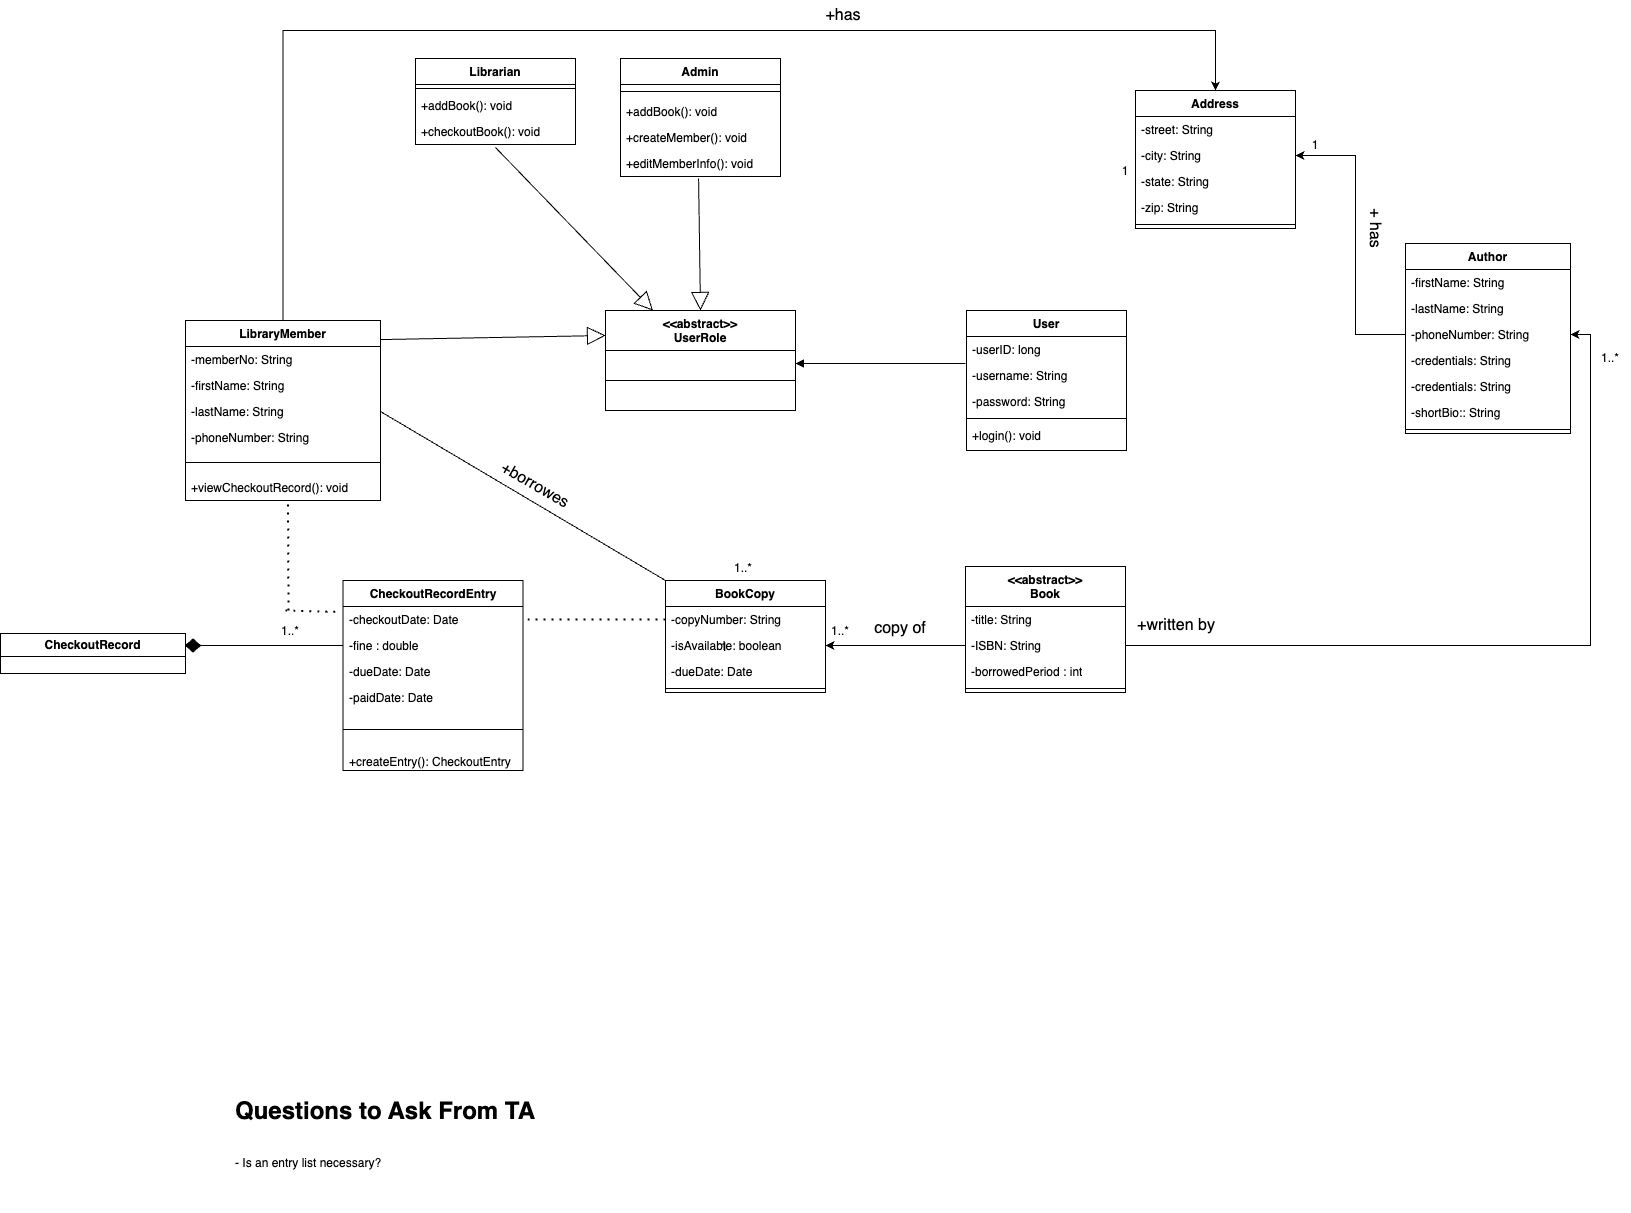 +has
Librarian
+addBook(): void
+checkoutBook(): void
Admin
+addBook(): void
+createMember(): void
+editMemberInfo(): void
Address
-street: String
-city: String
-state: String
-zip: String
1
1
+ has
Author
-firstName: String
-lastName: String
-phoneNumber: String
-credentials: String
-credentials: String
-shortBio:: String
1..*
LibraryMember
-memberNo: String
-firstName: String
-lastName: String
-phoneNumber: String
+viewCheckoutRecord(): void
<<abstract>>
UserRole
User
-userID: long
-username: String
-password: String
+login(): void
+borrowes
1..*
CheckoutRecord
1..*
CheckoutRecordEntry
-checkoutDate: Date
-fine : double
-dueDate: Date
-paidDate: Date
+createEntry(): CheckoutEntry
BookCopy
-copyNumber: String
-isAvailable: boolean
-dueDate: Date
1..*
copy of
<<abstract>>
Book
-title: String
-ISBN: String
-borrowedPeriod : int
+written by
Questions to Ask From TA
- Is an entry list necessary?